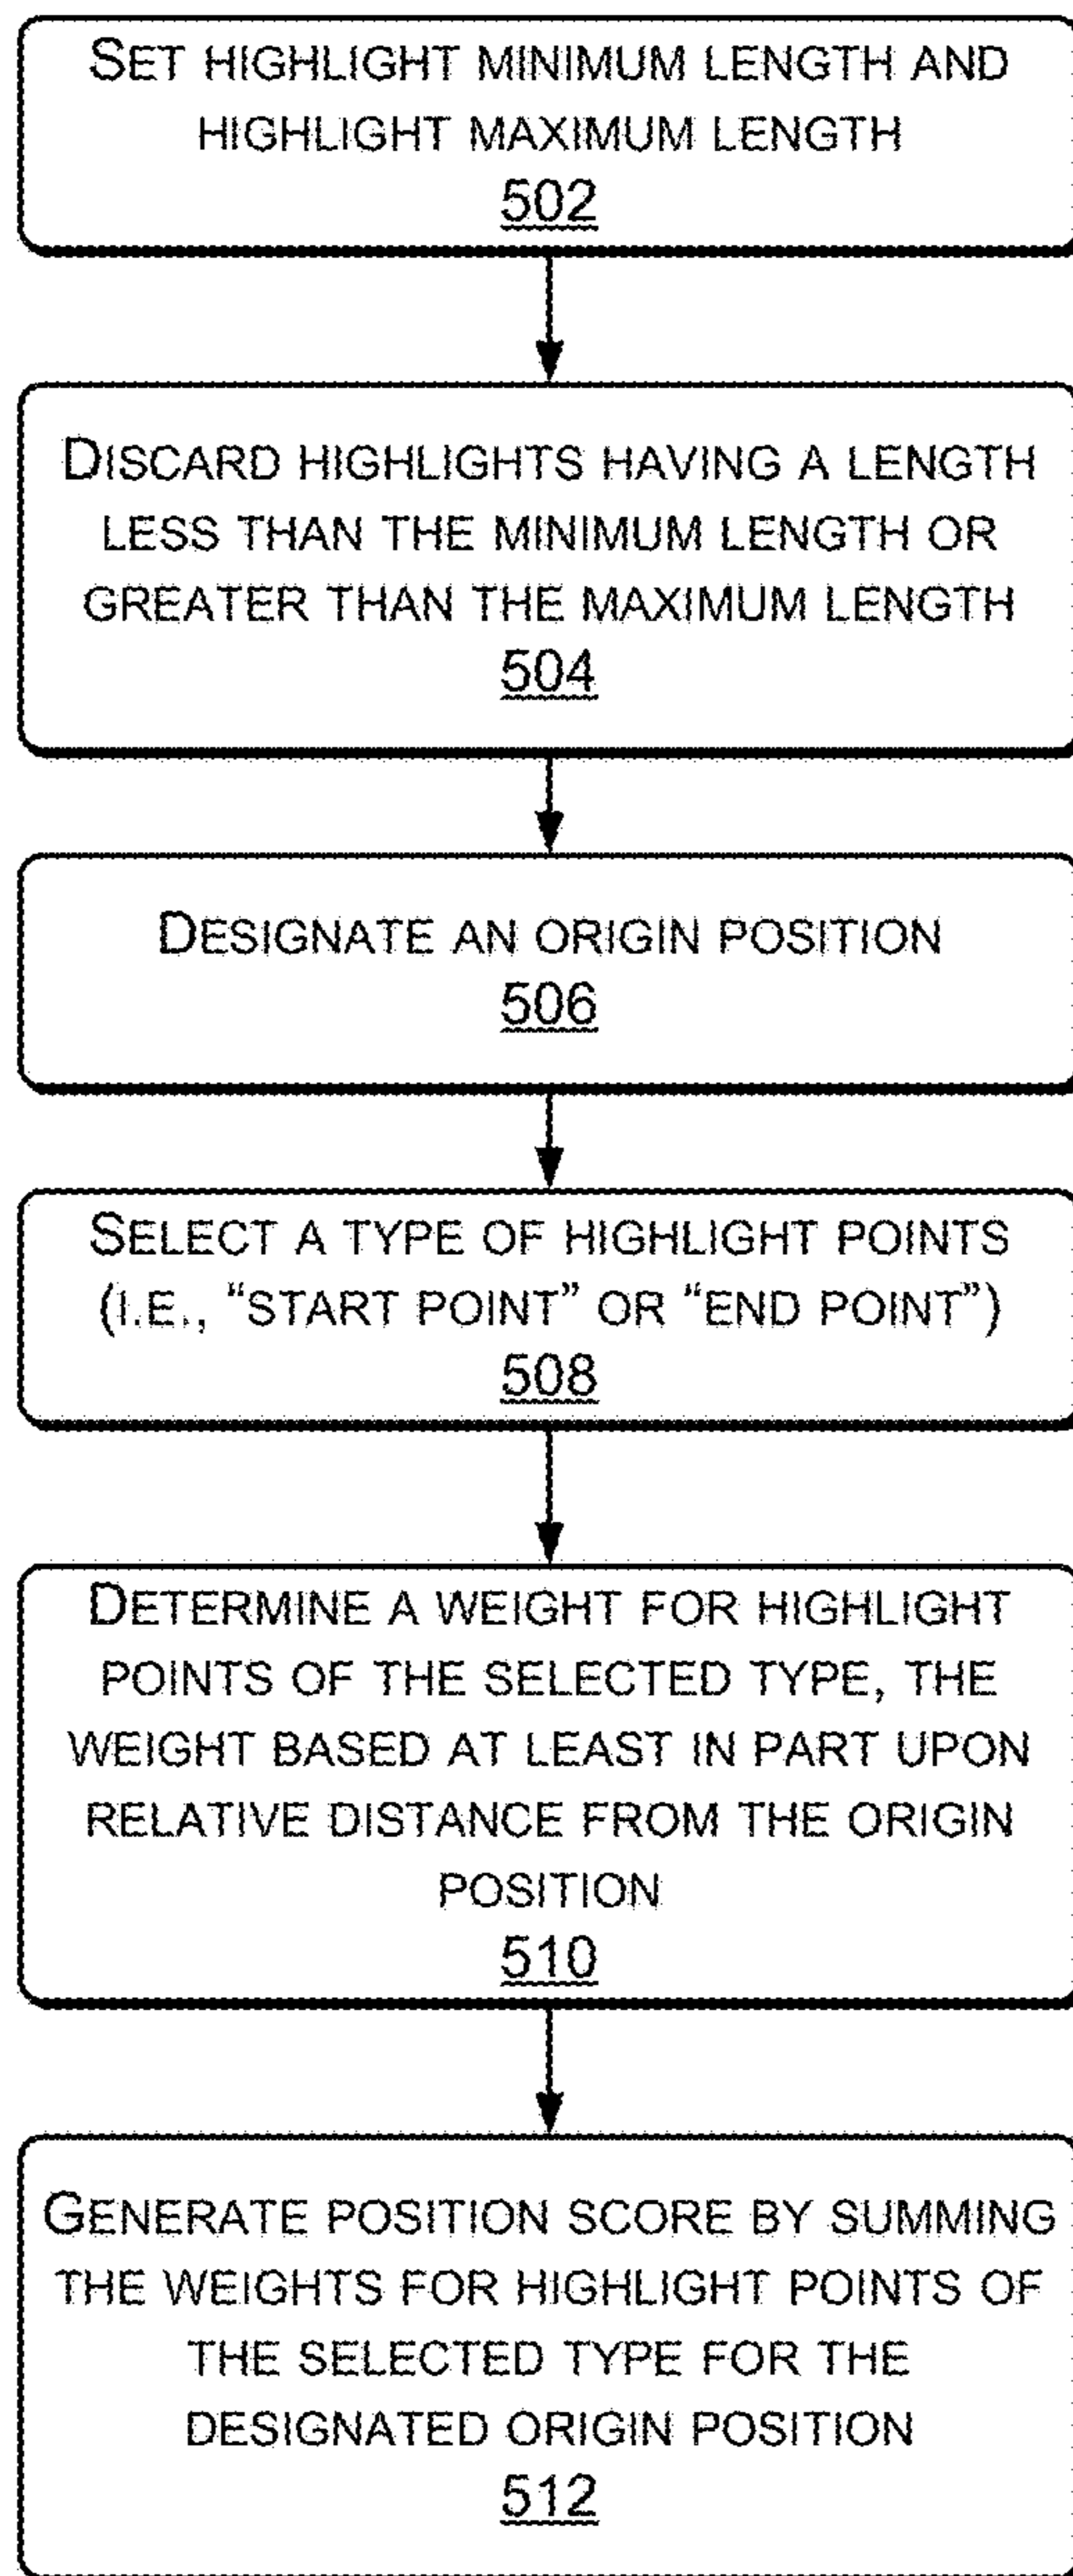 SET HIGHLIGHT MINIMUM LENGTH AND
HIGHLIGHT MAXIMUM LENGTH
502
DISCARD HIGHLIGHTS HAVING A LENGTH
LESS THAN THE MINIMUM LENGTH OR
GREATER THAN THE MAXIMUM LENGTH
504
DESIGNATE AN ORIGIN POSITION
506
SELECT A TYPE OF HIGHLIGHT POINTS
(I.E., “START POINT” OR “END POINT”)
508
DETERMINE A WEIGHT FOR HIGHLIGHT
POINTS OF THE SELECTED TYPE, THE
WEIGHT BASED AT LEAST IN PART UPON
RELATIVE DISTANCE FROM THE ORIGIN
POSITION
510
GENERATE POSITION SCORE BY SUMMING
THE WEIGHTS FOR HIGHLIGHT POINTS OF
THE SELECTED TYPE FOR THE
DESIGNATED ORIGIN POSITION
512